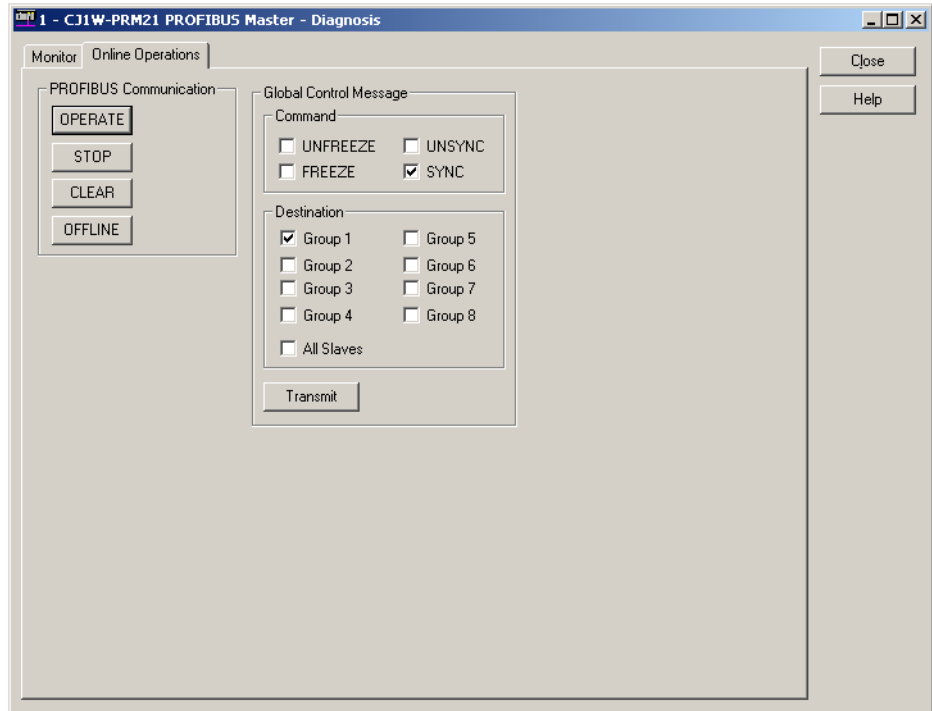 1 - CJ1W-PRM21 PROFIBUS Master - Diagnosis
Monitor Online Operations
Close
Help
PROFIBUS Communication
OPERATE
STOP
CLEAR
OFFLINE
Global Control Message
Command
UNFREEZE UNSYNC
FREEZE SYNC
Destination
Group 1 Group 5
Group 2 Group 6
Group 3 Group 7
Group 4 Group 8
All Slaves
Transmit